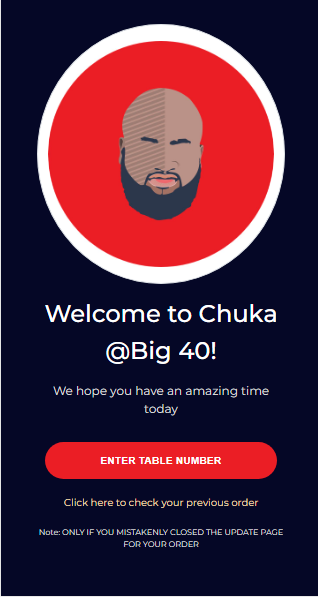 Welcome to Chuka
@Big 40!
We hope you have an amazing time
today
ENTER TABLE NUMBER
Click here to check your previous order
Note: ONLY IF YOU MISTAKENLY CLOSED THE UPDATE PAGE
FOR YOUR ORDER